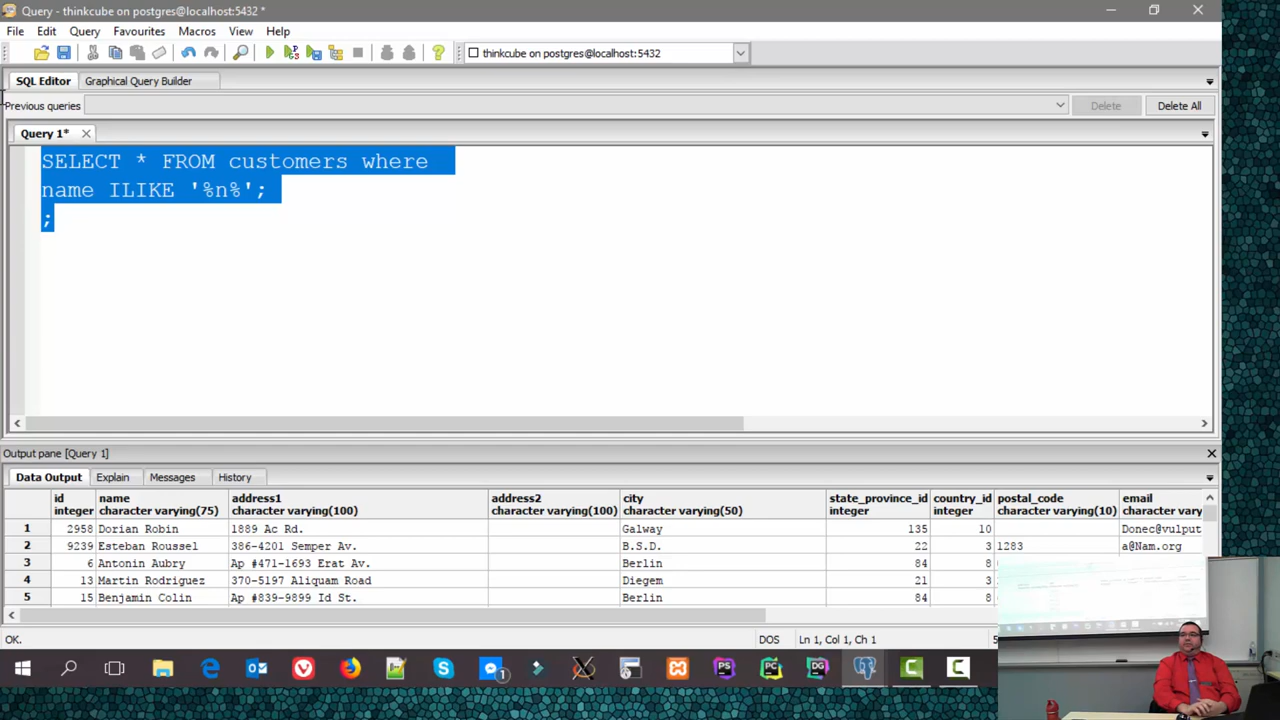 Query - thinkcube on postgres@localhost:5432 *
File Edit Query Favourites Macros View Help
thinkcube on postgres@localhost:5432
SQL Editor Graphical Query Builder
Previous queries Delete Delete All
Query 1*
SELECT * FROM customers where
name ILIKE '%n%';
;
Output pane [Query 1]
Data Output Explain Messages History
id name address1 address2 city state_province_id country_id postal_code email
integer character varying(75) character varying(100) character varying(100) character varying(50) integer integer character varying(10) character vary
1 2958 Dorian Robin 1889 Ac Rd. Galway 135 10 Donec@vulput
2 9239 Esteban Roussel 386-4201 Semper Av. B.S.D. 22 3 1283 a@Nam.org
3 6 Antonin Aubry Ap #471-1693 Erat Av. Berlin 84 8
4 13 Martin Rodriguez 370-5197 Aliquam Road Diegem 21 3
5 15 Benjamin Colin Ap #839-9899 Id St. Berlin 84 8
OK. DOS Ln 1, Col 1, Ch 1
1 PS PC DG